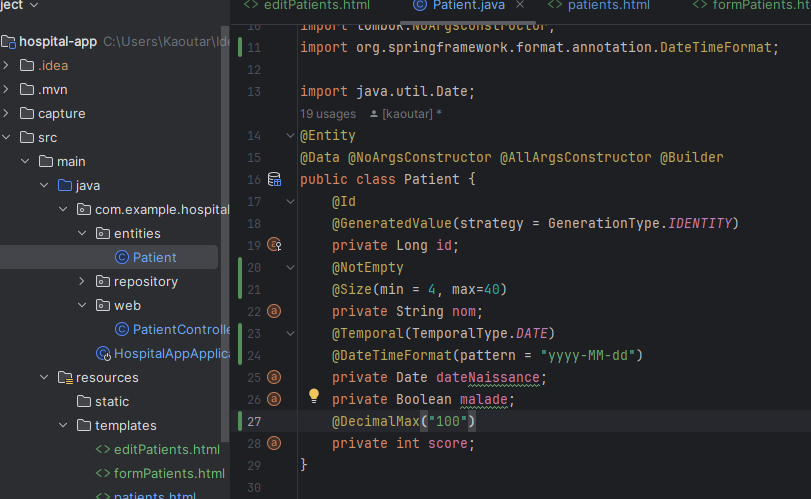 ject
editPatients.html
Patient.java
patients.html
formPatients.ht
hospital-app C:\Users\Kaoutar\Ide
.idea
.mvn
capture
src
main
java
com.example.hospital
entities
Patient
repository
web
PatientControlle
HospitalAppApplica
resources
static
templates
editPatients.html
formPatients.html
patients.html
10 import lombok.NoArgsConstructor;
11 import org.springframework.format.annotation.DateTimeFormat;
12
13 import java.util.Date;
19 usages [kaoutar] *
14 @Entity
15 @Data @NoArgsConstructor @AllArgsConstructor @Builder
16 public class Patient {
17 @Id
18 @GeneratedValue(strategy = GenerationType.IDENTITY)
19 private Long id;
20 @NotEmpty
21 @Size(min = 4, max=40)
22 private String nom;
23 @Temporal(TemporalType.DATE)
24 @DateTimeFormat(pattern = "yyyy-MM-dd")
25 private Date dateNaissance;
26 private Boolean malade;
27 @DecimalMax("100")
28 private int score;
29 }
30